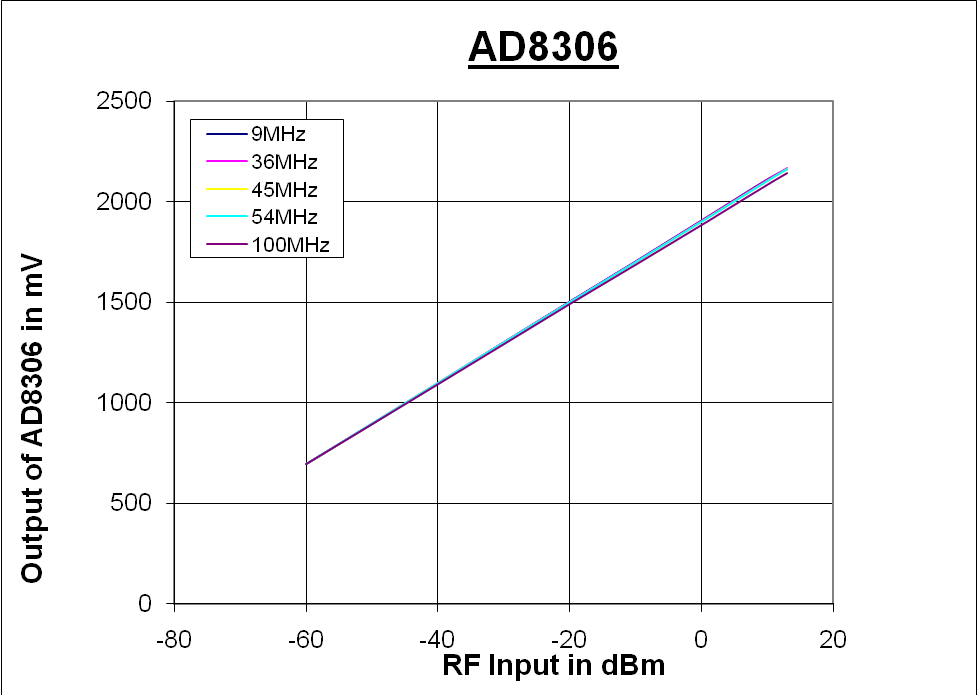 AD8306
2500
2000
1500
1000
500
0
9MHz
36MHz
45MHz
54MHz
100MHz
Output of AD8306 in mV
-80 -60 -40 -20 0 20
RF Input in dBm